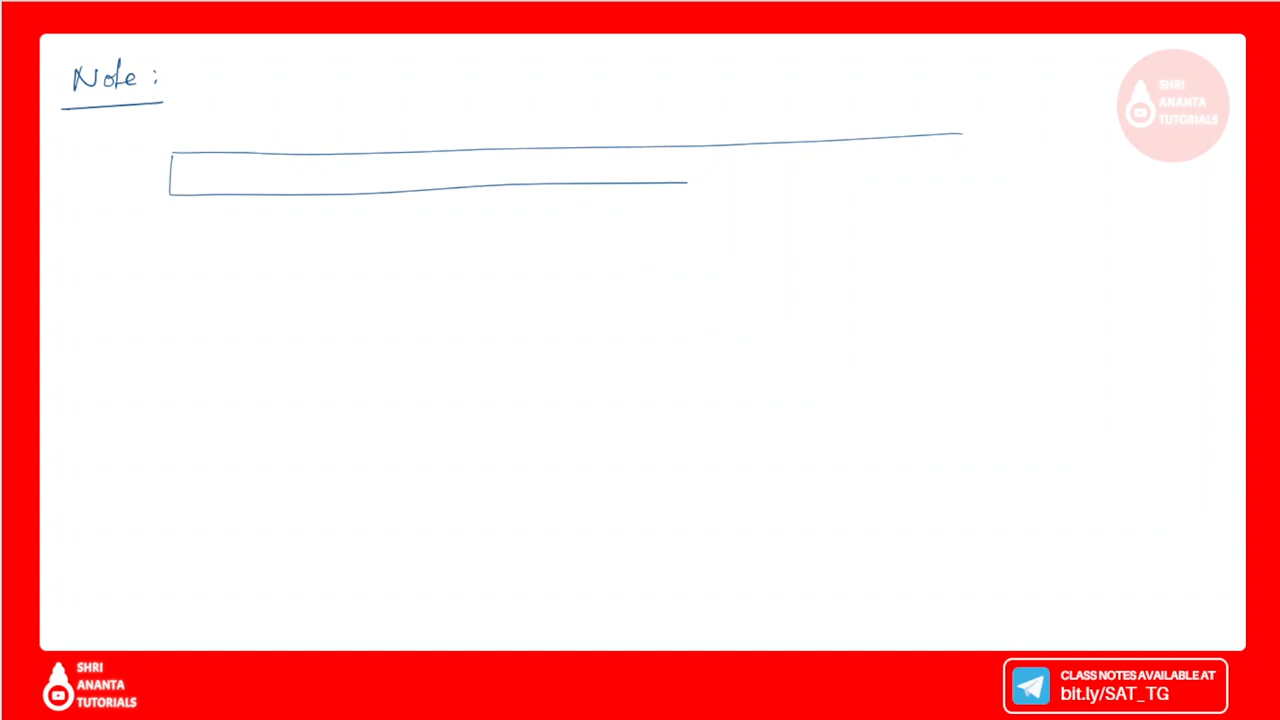 Note :
SHRI
ANANTA
TUTORIALS
SHRI
ANANTA
TUTORIALS
CLASS NOTES AVAILABLE AT
bit.ly/SAT_TG